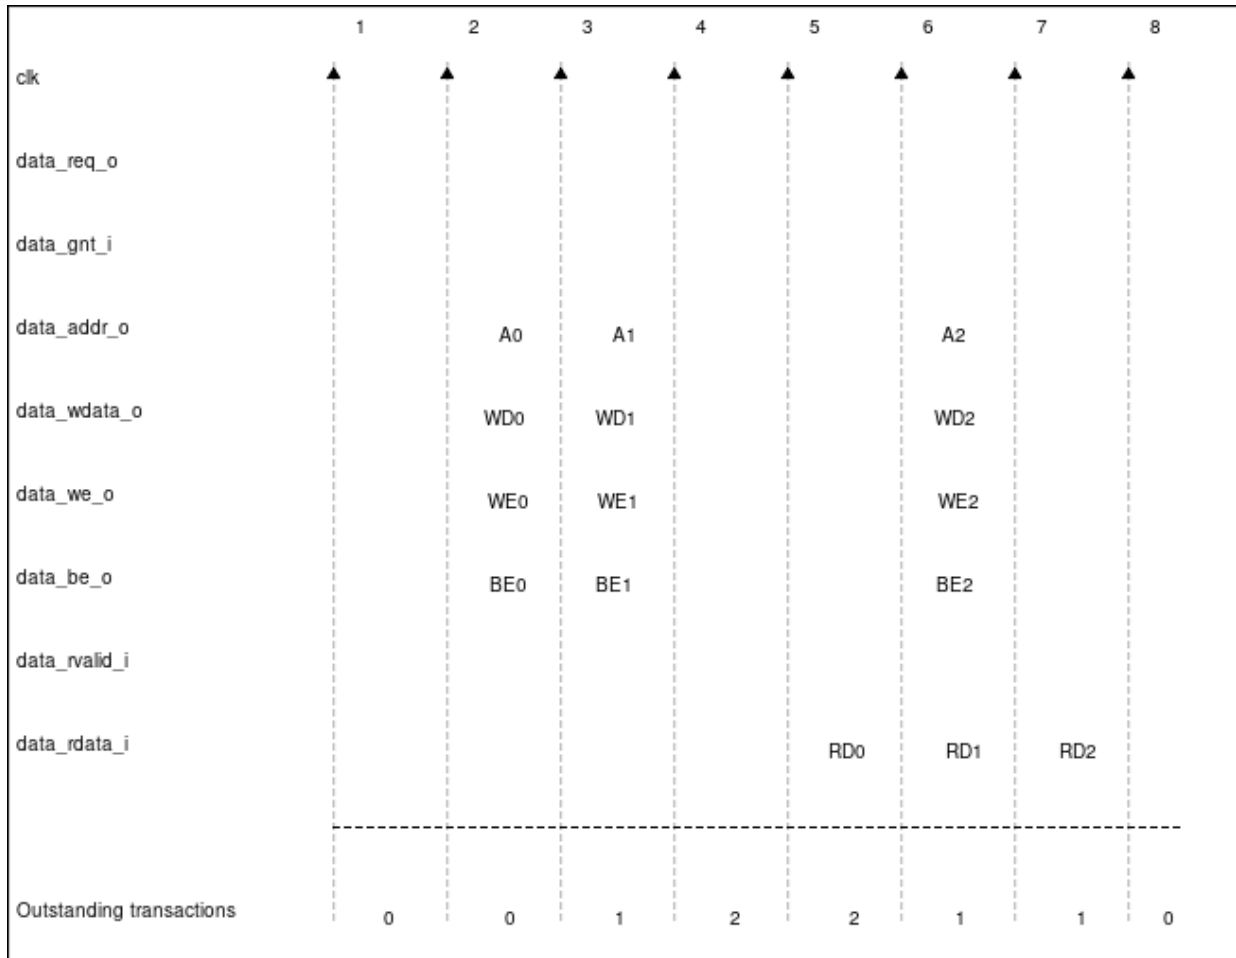 1 2 3 4 5 6 7 8
clk
data_req_o
data_gnt_i
data_addr_o A0 A1 A2
data_wdata_o WD0 WD1 WD2
data_we_o WE0 WE1 WE2
data_be_o BE0 BE1 BE2
data_rvalid_i
data_rdata_i RD0 RD1 RD2
Outstanding transactions 0 0 1 2 2 1 1 0